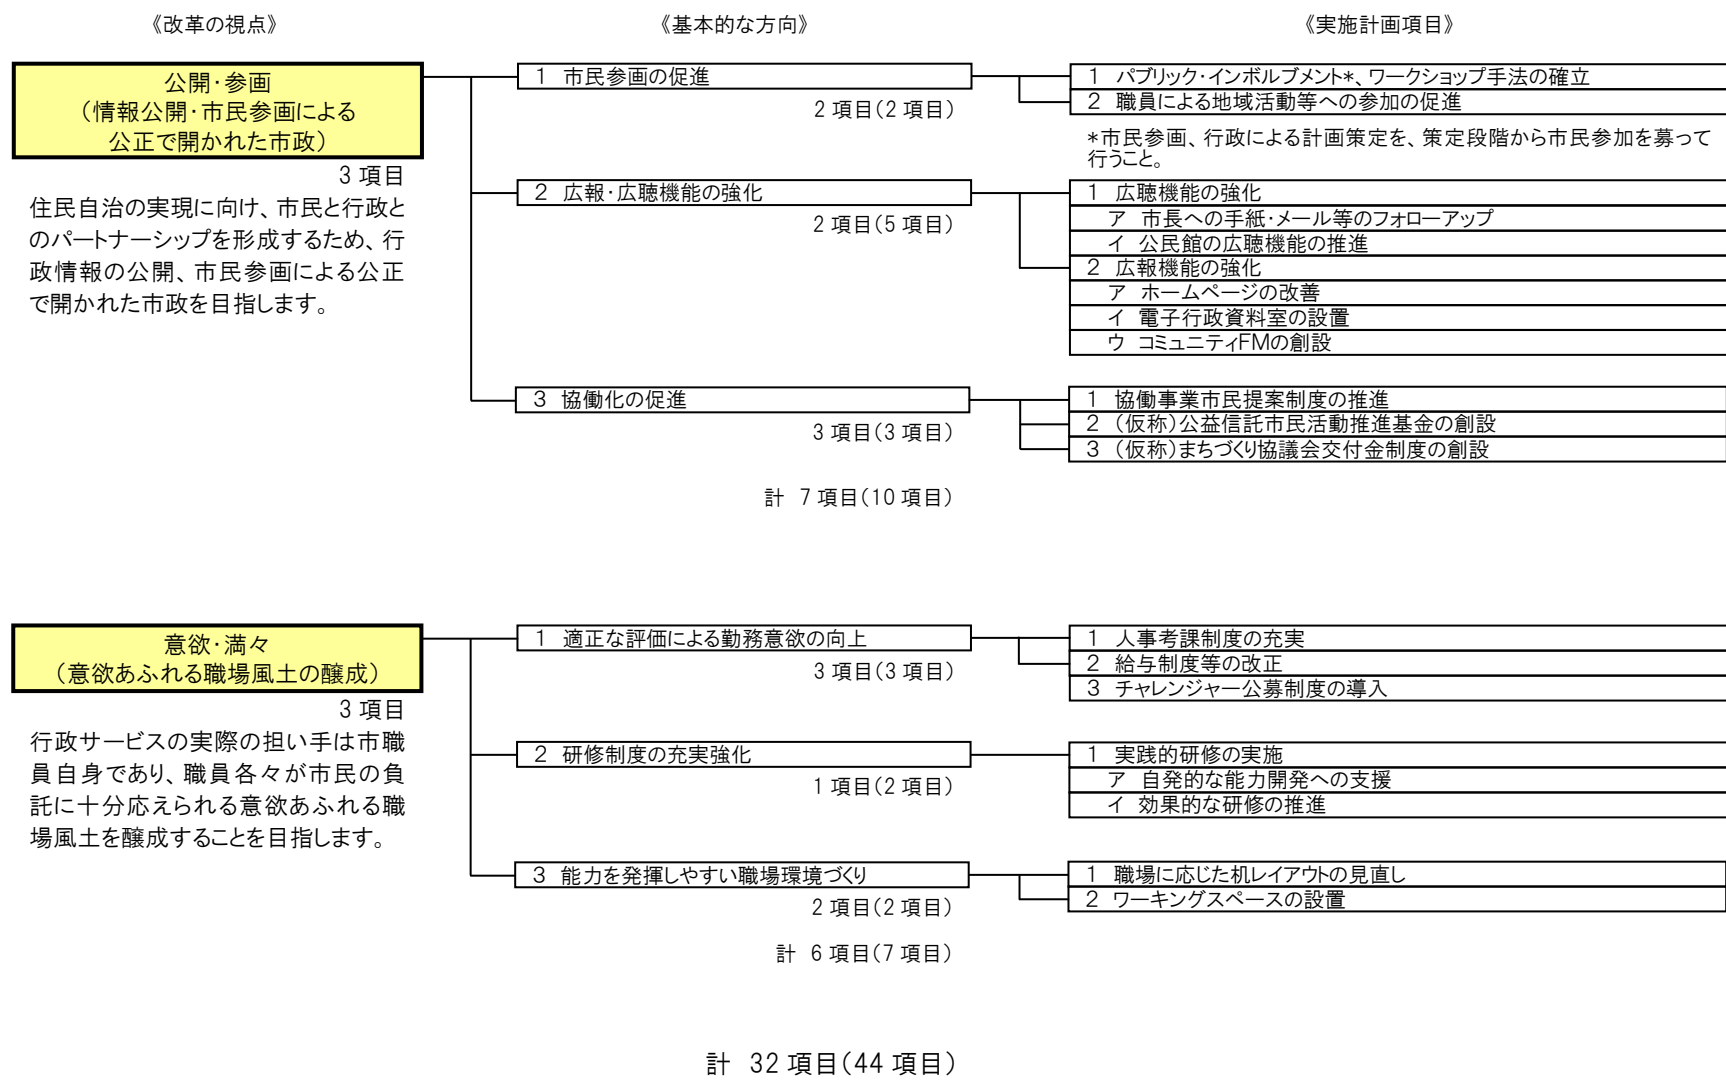 《改革の視点》
《基本的な方向》
《実施計画項目》
公開・参画
（情報公開・市民参画による
公正で開かれた市政）
3 項目
住民自治の実現に向け、市民と行政と
のパートナーシップを形成するため、行
政情報の公開、市民参画による公正
で開かれた市政を目指します。
1 市民参画の促進
2 項目（2 項目）
1 パブリック・インボルブメント＊、ワークショップ手法の確立
2 職員による地域活動等への参加の促進
＊市民参画、行政による計画策定を、策定段階から市民参加を募って
行うこと。
2 広報・広聴機能の強化
2 項目（5 項目）
1 広聴機能の強化
ア 市長への手紙・メール等のフォローアップ
イ 公民館の広聴機能の推進
2 広報機能の強化
ア ホームページの改善
イ 電子行政資料室の設置
ウ コミュニティFMの創設
3 協働化の促進
3 項目（3 項目）
1 協働事業市民提案制度の推進
2 （仮称）公益信託市民活動推進基金の創設
3 （仮称）まちづくり協議会交付金制度の創設
計 7 項目（10 項目）
意欲・満々
（意欲あふれる職場風土の醸成）
3 項目
行政サービスの実際の担い手は市職
員自身であり、職員各々が市民の負
託に十分応えられる意欲あふれる職
場風土を醸成することを目指します。
1 適正な評価による勤務意欲の向上
3 項目（3 項目）
1 人事考課制度の充実
2 給与制度等の改正
3 チャレンジャー公募制度の導入
2 研修制度の充実強化
1 項目（2 項目）
1 実践的研修の実施
ア 自発的な能力開発への支援
イ 効果的な研修の推進
3 能力を発揮しやすい職場環境づくり
2 項目（2 項目）
1 職場に応じた机レイアウトの見直し
2 ワーキングスペースの設置
計 6 項目（7 項目）
計 32 項目（44 項目）